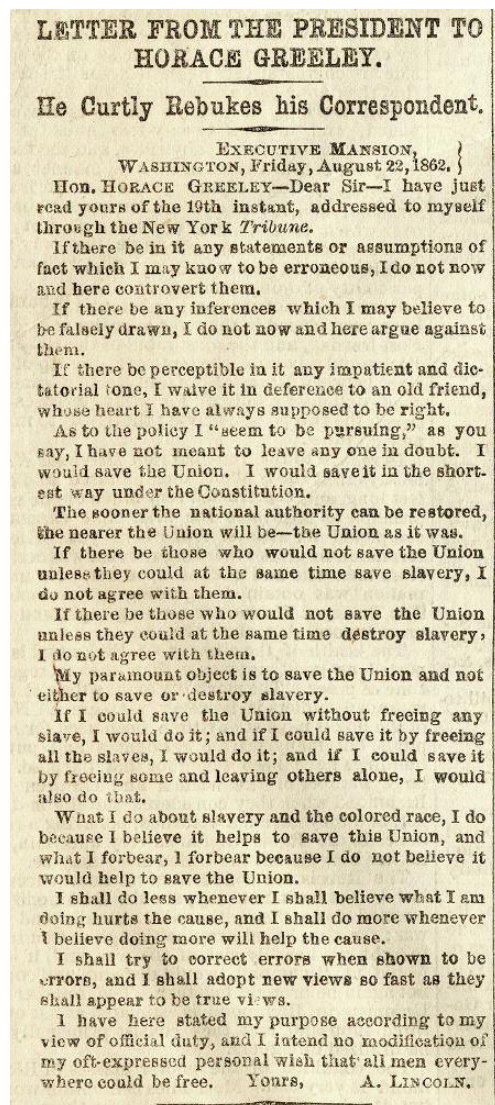 LETTER FROM THE PRESIDENT TO
HORACE GREELEY.
He Curtly Rebukes his Correspondent.
EXECUTIVE MANSION,
WASHINGTON, Friday, August 22, 1862.
Hon. HORACE GREELEY—Dear Sir—I have just
read yours of the 19th instant, addressed to myself
through the New York Tribune.
If there be in it any statements or assumptions of
fact which I may know to be erroneous, I do not now
and here controvert them.
If there be any inferences which I may believe to
be falsely drawn, I do not now and here argue against
them.
If there be perceptible in it any impatient and dic-
tatorial tone, I waive it in deference to an old friend,
whose heart I have always supposed to be right.
As to the policy I "seem to be pursuing," as you
say, I have not meant to leave any one in doubt. I
would save the Union. I would save it in the short-
est way under the Constitution.
The sooner the national authority can be restored,
the nearer the Union will be—the Union as it was.
If there be those who would not save the Union
unless they could at the same time save slavery, I
do not agree with them.
If there be those who would not save the Union
unless they could at the same time destroy slavery,
I do not agree with them.
My paramount object is to save the Union and not
either to save or destroy slavery.
If I could save the Union without freeing any
slave, I would do it; and if I could save it by freeing
all the slaves, I would do it; and if I could save it
by freeing some and leaving others alone, I would
also do that.
What I do about slavery and the colored race, I do
because I believe it helps to save this Union, and
what I forbear, I forbear because I do not believe it
would help to save the Union.
I shall do less whenever I shall believe what I am
doing hurts the cause, and I shall do more whenever
I believe doing more will help the cause.
I shall try to correct errors when shown to be
errors, and I shall adopt new views so fast as they
shall appear to be true views.
I have here stated my purpose according to my
view of official duty, and I intend no modification of
my oft-expressed personal wish that all men every-
where could be free. Yours, A. LINCOLN.